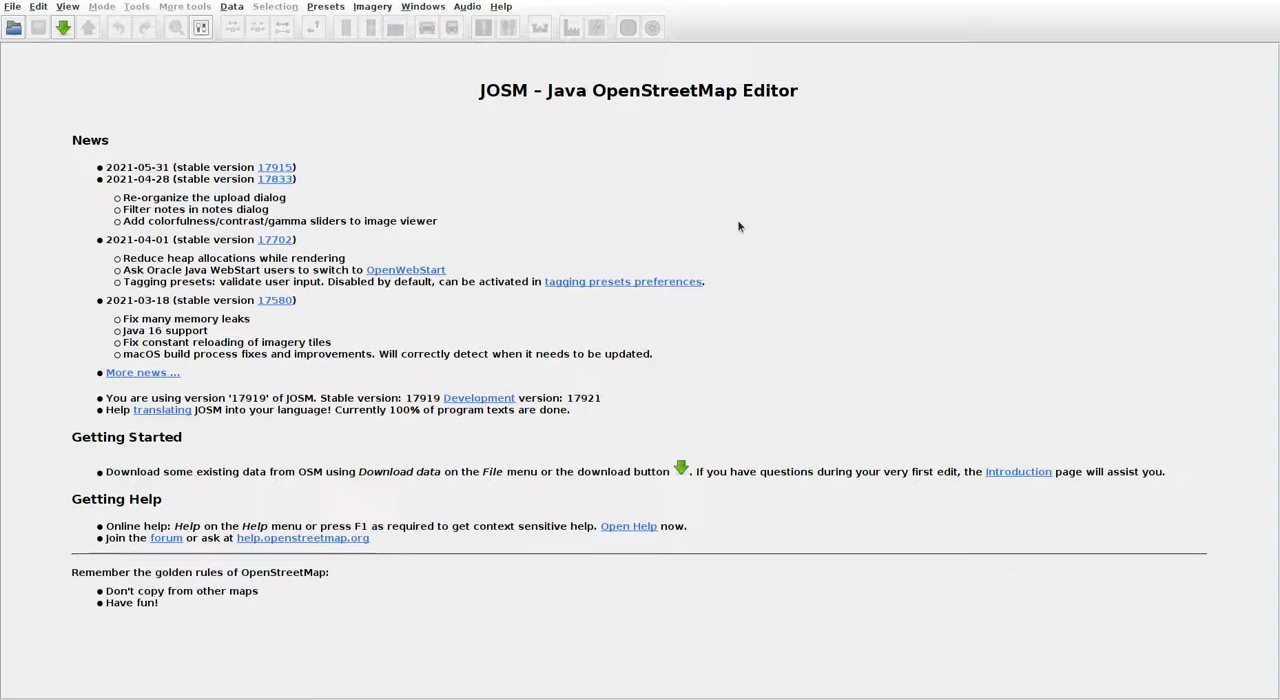 File Edit View Mode Tools More tools Data Selection Presets Imagery Windows Audio Help
JOSM – Java OpenStreetMap Editor
News
● 2021-05-31 (stable version 17915)
● 2021-04-28 (stable version 17833)
○ Re-organize the upload dialog
○ Filter notes in notes dialog
○ Add colorfulness/contrast/gamma sliders to image viewer
● 2021-04-01 (stable version 17702)
○ Reduce heap allocations while rendering
○ Ask Oracle Java WebStart users to switch to OpenWebStart
○ Tagging presets: validate user input. Disabled by default, can be activated in tagging presets preferences.
● 2021-03-18 (stable version 17580)
○ Fix many memory leaks
○ Java 16 support
○ Fix constant reloading of imagery tiles
○ macOS build process fixes and improvements. Will correctly detect when it needs to be updated.
● More news ...
● You are using version '17919' of JOSM. Stable version: 17919 Development version: 17921
● Help translating JOSM into your language! Currently 100% of program texts are done.
Getting Started
● Download some existing data from OSM using Download data on the File menu or the download button . If you have questions during your very first edit, the Introduction page will assist you.
Getting Help
● Online help: Help on the Help menu or press F1 as required to get context sensitive help. Open Help now.
● Join the forum or ask at help.openstreetmap.org
Remember the golden rules of OpenStreetMap:
● Don't copy from other maps
● Have fun!